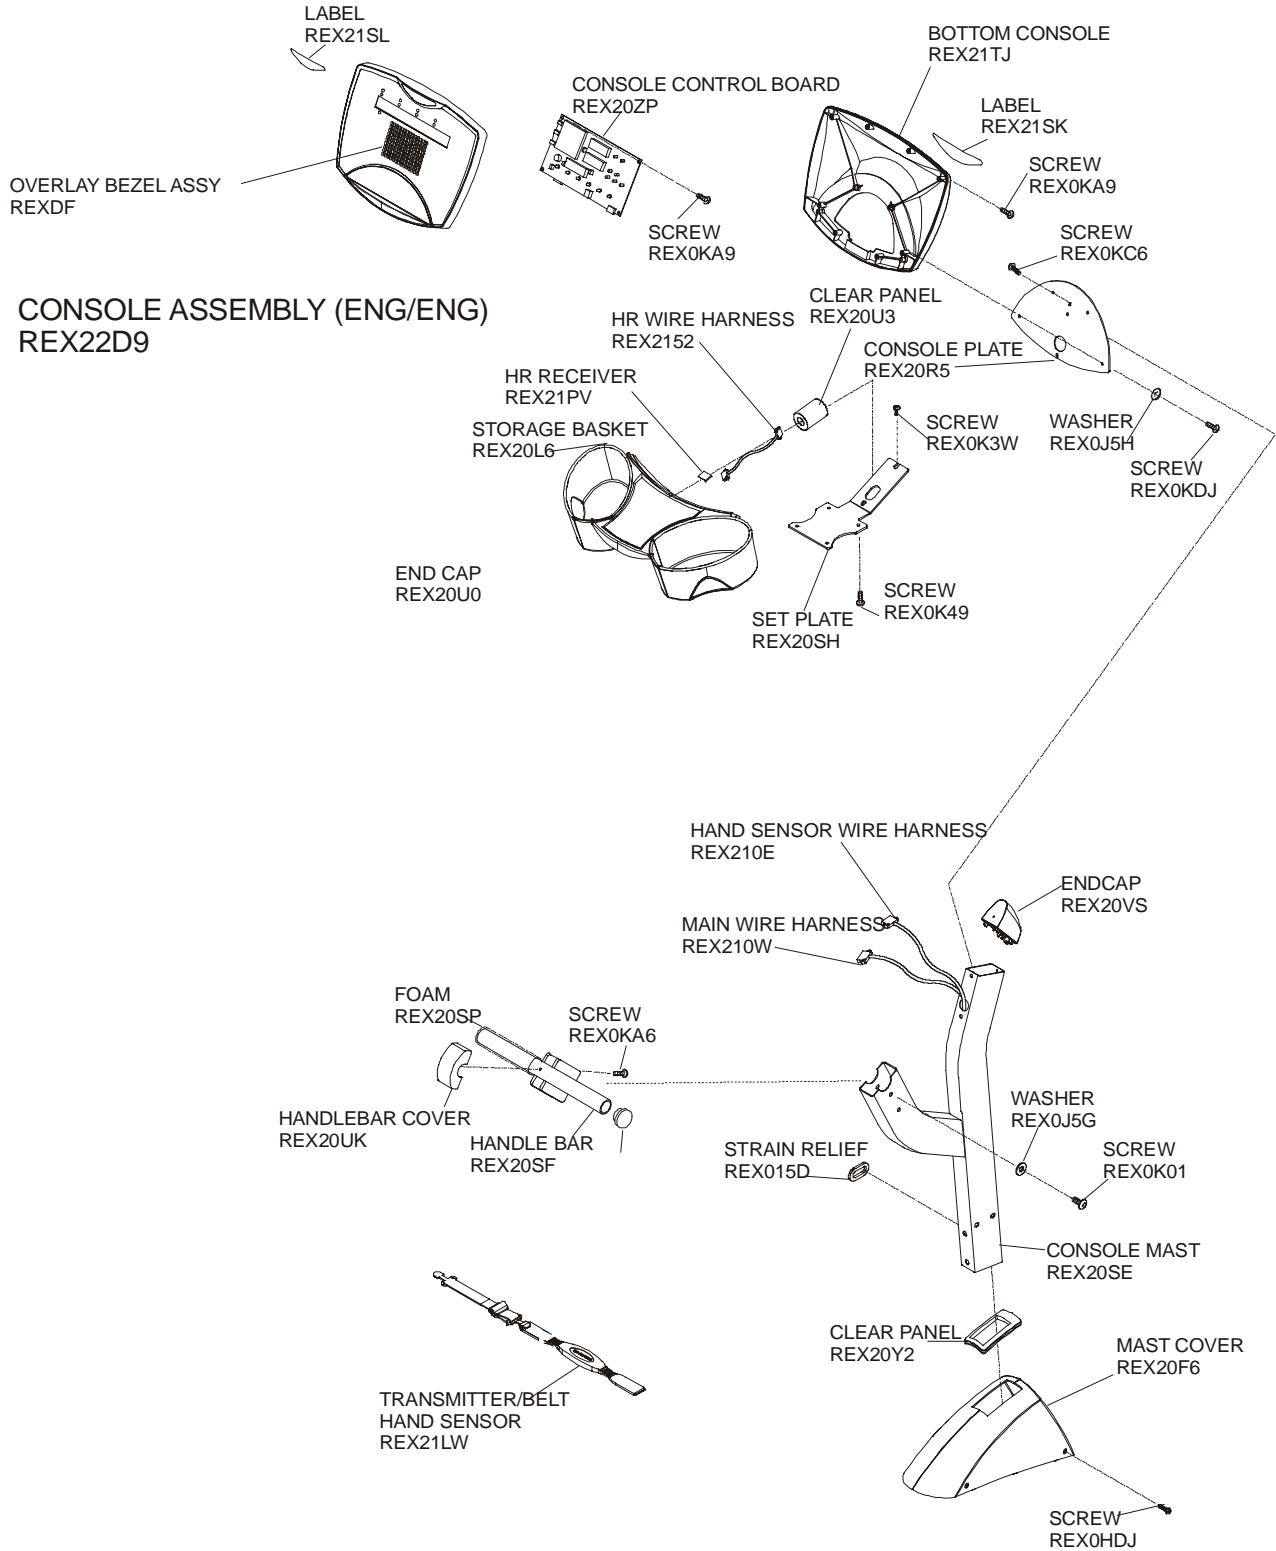 LABEL
REX21SL
BOTTOM CONSOLE
REX21TJ
CONSOLE CONTROL BOARD
REX20ZP
LABEL
REX21SK
SCREW
REX0KA9
OVERLAY BEZEL ASSY
REXDF
SCREW
REX0KA9
SCREW
REX0KC6
CONSOLE ASSEMBLY (ENG/ENG)
REX22D9
CLEAR PANEL
REX20U3
HR WIRE HARNESS
REX2152
CONSOLE PLATE
REX20R5
HR RECEIVER
REX21PV
STORAGE BASKET
REX20L6
SCREW
REX0K3W
WASHER
REX0J5H
SCREW
REX0KDJ
END CAP
REX20U0
SCREW
REX0K49
SET PLATE
REX20SH
HAND SENSOR WIRE HARNESS
REX210E
ENDCAP
REX20VS
MAIN WIRE HARNESS
REX210W
FOAM
REX20SP
SCREW
REX0KA6
HANDLEBAR COVER
REX20UK
HANDLE BAR
REX20SF
WASHER
REX0J5G
STRAIN RELIEF
REX015D
SCREW
REX0K01
CONSOLE MAST
REX20SE
CLEAR PANEL
REX20Y2
MAST COVER
REX20F6
TRANSMITTER/BELT
HAND SENSOR
REX21LW
SCREW
REX0HDJ